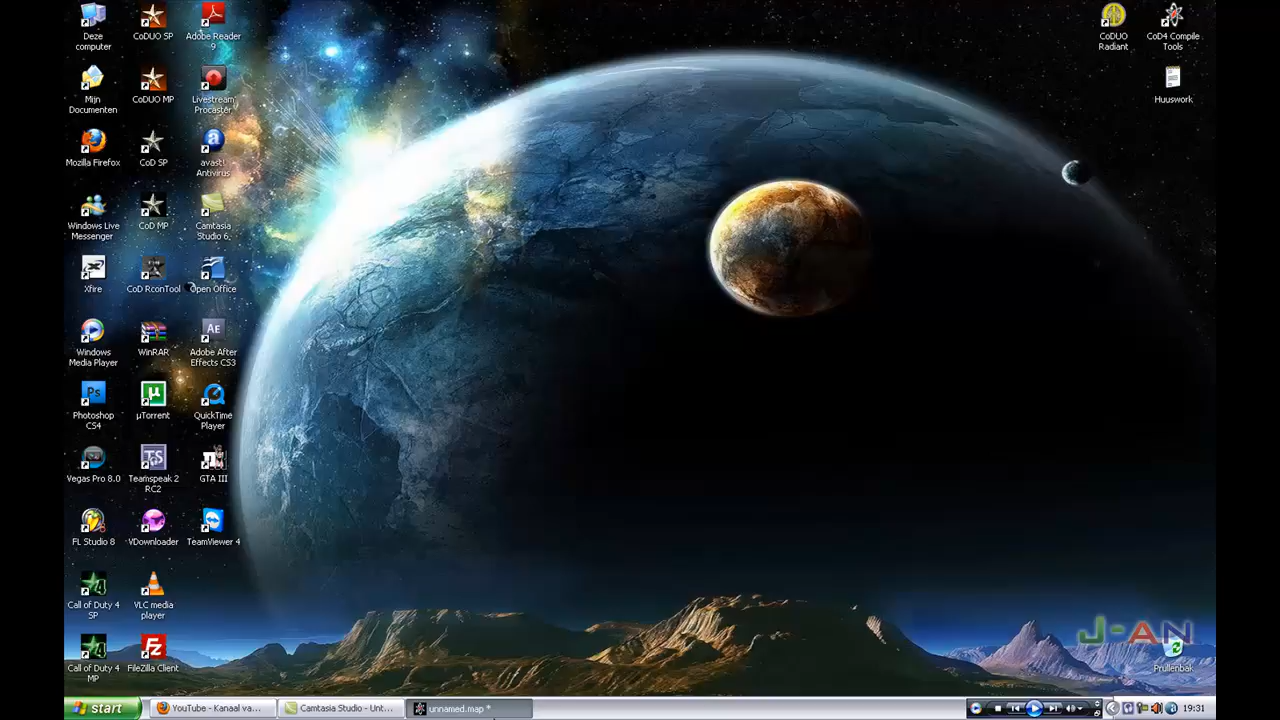 Deze computer
CoDUO SP
Adobe Reader 9
Mijn Documenten
CoDUO MP
Livestream Procaster
Mozilla Firefox
CoD SP
avast! Antivirus
Windows Live Messenger
CoD MP
Camtasia Studio 6
Xfire
CoD RconTool
Open Office
Windows Media Player
WinRAR
Adobe After Effects CS3
Photoshop CS4
µTorrent
QuickTime Player
Vegas Pro 8.0
Teamspeak 2 RC2
GTA III
FL Studio 8
VDownloader
TeamViewer 4
Call of Duty 4 SP
VLC media player
Call of Duty 4 MP
FileZilla Client
CoDUO Radiant
CoD4 Compile Tools
Huuswork
J-AN
Prullenbak
start
YouTube - Kanaal va...
Camtasia Studio - Unt...
unnamed.map *
19:31